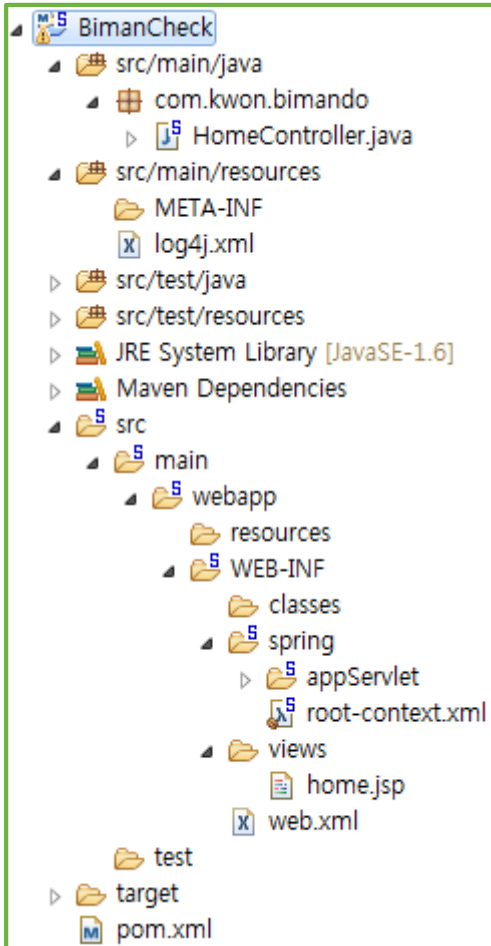 BimanCheck
src/main/java
com.kwon.bimando
HomeController.java
src/main/resources
META-INF
log4j.xml
src/test/java
src/test/resources
JRE System Library [JavaSE-1.6]
Maven Dependencies
src
main
webapp
resources
WEB-INF
classes
spring
appServlet
root-context.xml
views
home.jsp
web.xml
test
target
pom.xml